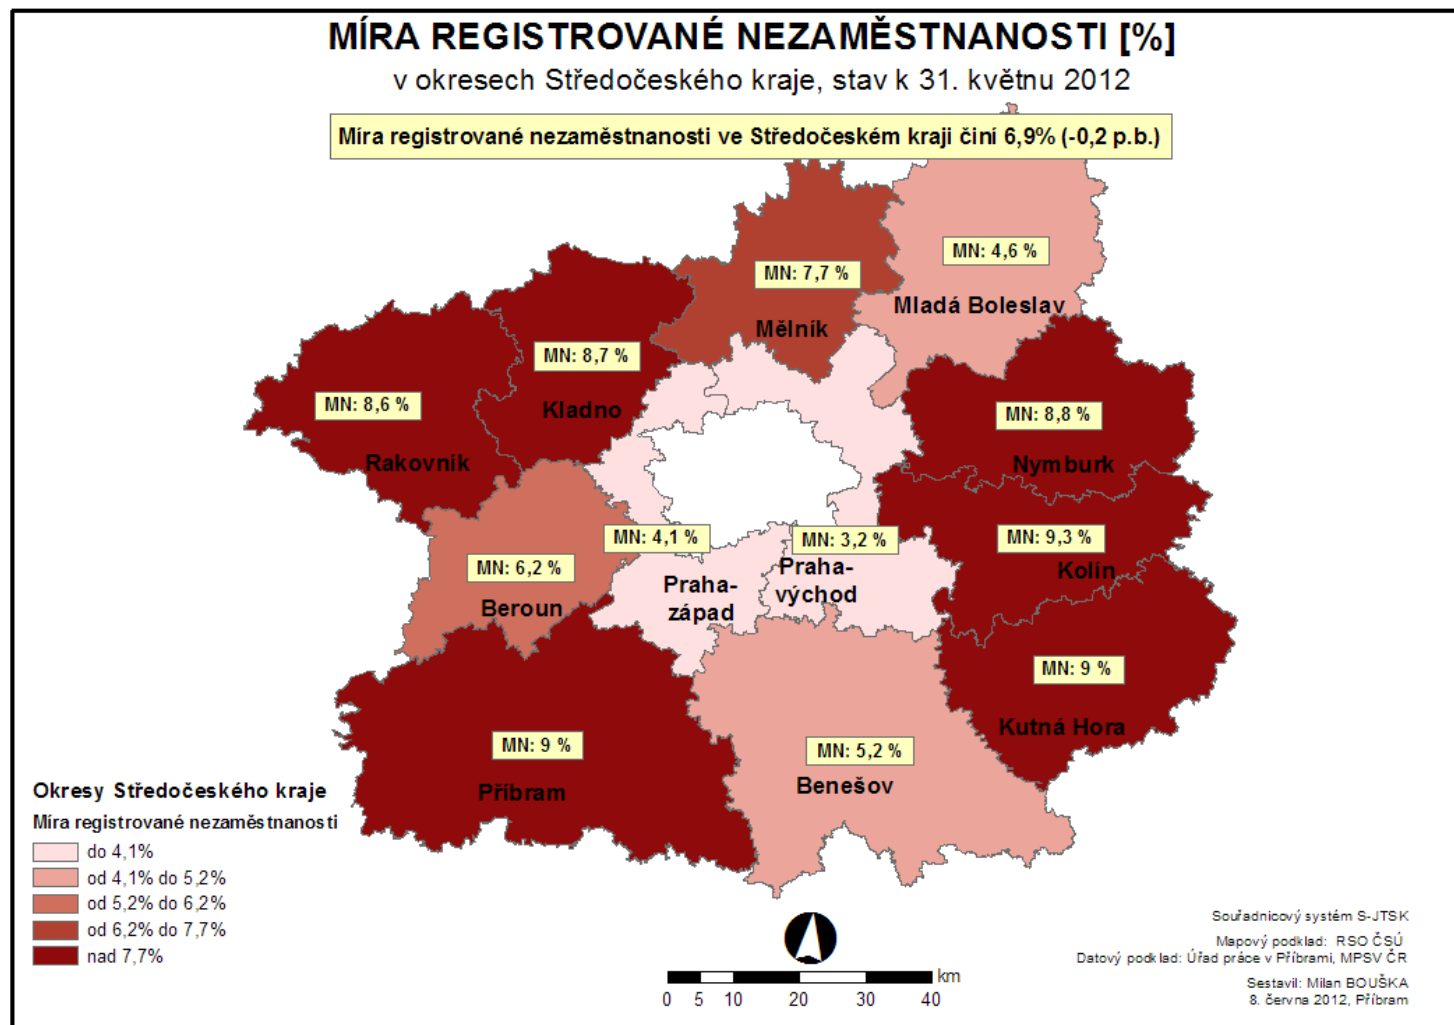 MÍRA REGISTROVANÉ NEZAMĚSTNANOSTI [%]
v okresech Středočeského kraje, stav k 31. květnu 2012
Míra registrované nezaměstnanosti ve Středočeském kraji činí 6,9% (-0,2 p.b.)
MN: 4,6 %
Mladá Boleslav
MN: 7,7 %
Mělník
MN: 8,7 %
Kladno
MN: 8,6 %
Rakovník
MN: 8,8 %
Nymburk
MN: 9,3 %
Kolín
MN: 4,1 %
Praha-
západ
MN: 3,2 %
Praha-
východ
MN: 6,2 %
Beroun
MN: 9 %
Kutná Hora
MN: 9 %
Příbram
MN: 5,2 %
Benešov
Okresy Středočeského kraje
Míra registrované nezaměstnanosti
do 4,1%
od 4,1% do 5,2%
od 5,2% do 6,2%
od 6,2% do 7,7%
nad 7,7%
km
0 5 10 20 30 40
Souřadnicový systém S-JTSK
Mapový podklad: RSO ČSÚ
Datový podklad: Úřad práce v Příbrami, MPSV ČR
Sestavil: Milan BOUŠKA
8. června 2012, Příbram